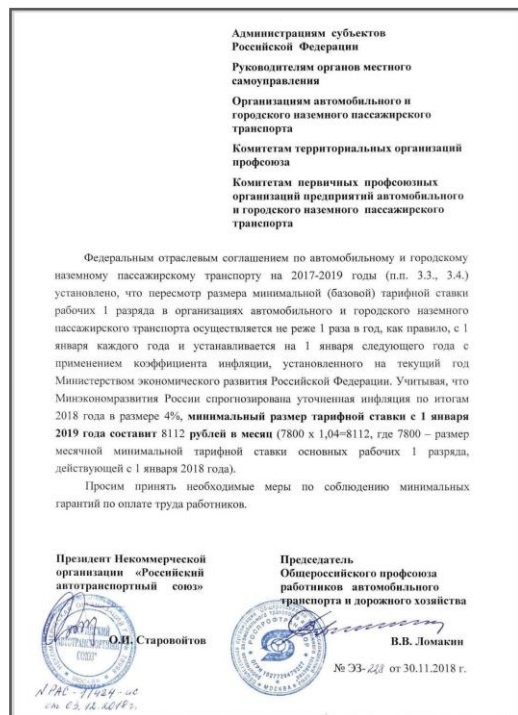 Администрациям субъектов
Российской Федерации
Руководителям органов местного
самоуправления
Организациям автомобильного и
городского наземного пассажирского
транспорта
Комитетам территориальных организаций
профсоюза
Комитетам первичных профсоюзных
организаций предприятий автомобильного
и городского наземного пассажирского
транспорта
Федеральным отраслевым соглашением по автомобильному и городскому
наземному пассажирскому транспорту на 2017-2019 годы (п.п. 3.3., 3.4.)
установлено, что пересмотр размера минимальной (базовой) тарифной ставки
рабочих 1 разряда в организациях автомобильного и городского наземного
пассажирского транспорта осуществляется не реже 1 раза в год, как правило, с 1
января каждого года и устанавливается на 1 января следующего года с
применением коэффициента инфляции, установленного на текущий год
Министерством экономического развития Российской Федерации. Учитывая, что
Минэкономразвития России спрогнозирована уточненная инфляция по итогам
2018 года в размере 4%, минимальный размер тарифной ставки с 1 января
2019 года составит 8112 рублей в месяц (7800 х 1,04=8112, где 7800 – размер
месячной минимальной тарифной ставки основных рабочих 1 разряда,
действующей с 1 января 2018 года).
Просим принять необходимые меры по соблюдению минимальных
гарантий по оплате труда работников.
Президент Некоммерческой
организации «Российский
автотранспортный союз»
О.И. Старовойтов
№ РАС-11/424-ис
от 03.12.2018г.
Председатель
Общероссийского профсоюза
работников автомобильного
транспорта и дорожного хозяйства
В.В. Ломакин
№ ЭЗ-228 от 30.11.2018 г.